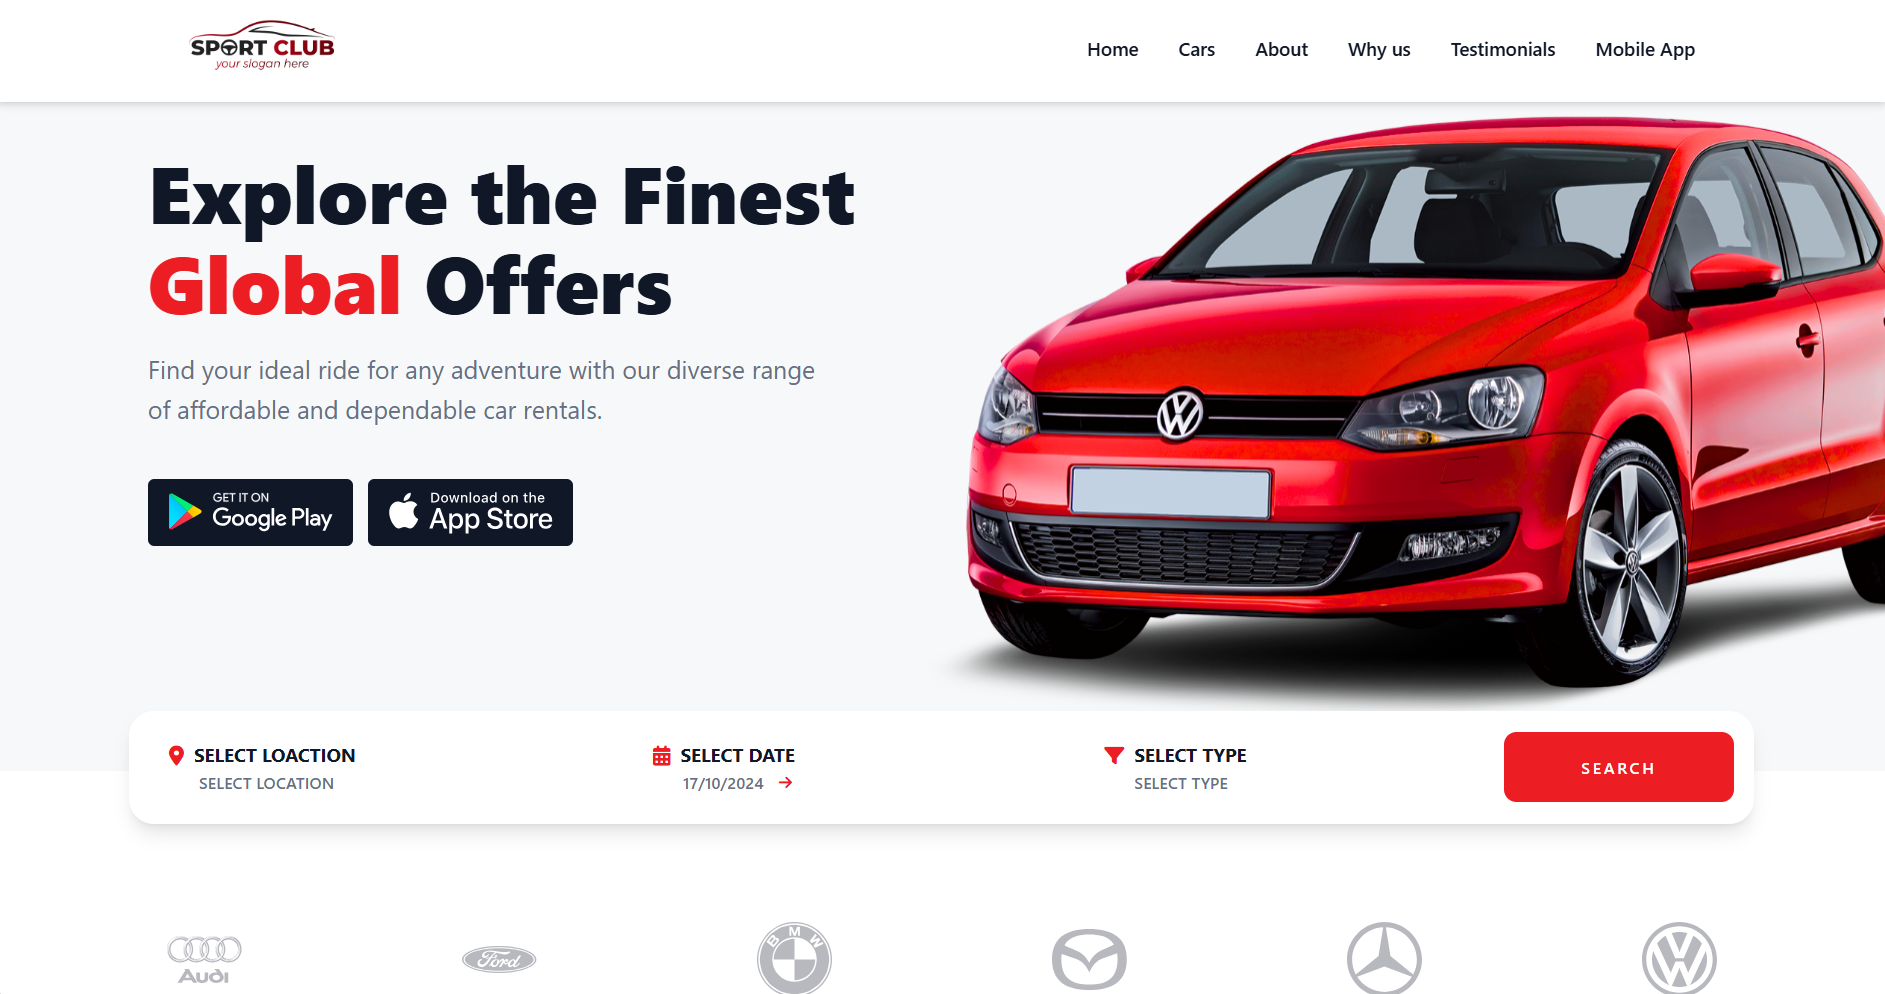 SPORT CLUB
your slogan here
Home Cars About Why us Testimonials Mobile App
Explore the Finest
Global Offers
Find your ideal ride for any adventure with our diverse range
of affordable and dependable car rentals.
GET IT ON
Google Play
Download on the
App Store
SELECT LOACTION
SELECT LOCATION
SELECT DATE
17/10/2024
SELECT TYPE
SELECT TYPE
SEARCH
Audi
Ford
BMW